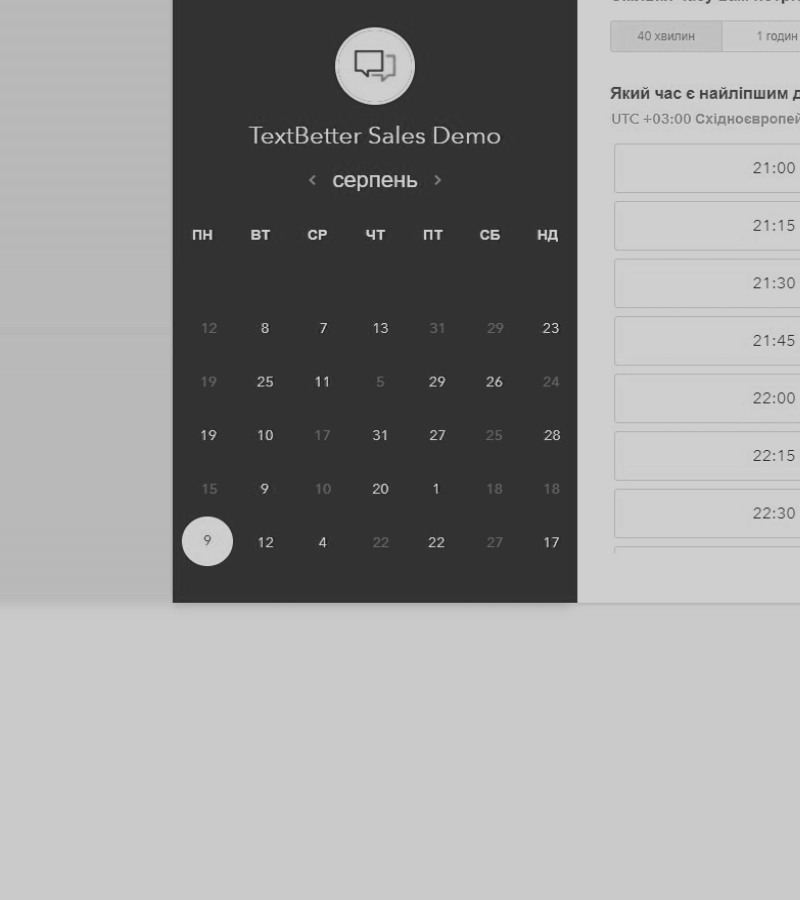 TextBetter Sales Demo
серпень
ПН ВТ СР ЧТ ПТ СБ НД
12 8 7 13 31 29 23
19 25 11 5 29 26 24
19 10 17 31 27 25 28
15 9 10 20 1 18 18
9 12 4 22 22 27 17
40 хвилин 1 годин
Який час є найліпшим д
UTC +03:00 Східноєвропей
21:00
21:15
21:30
21:45
22:00
22:15
22:30